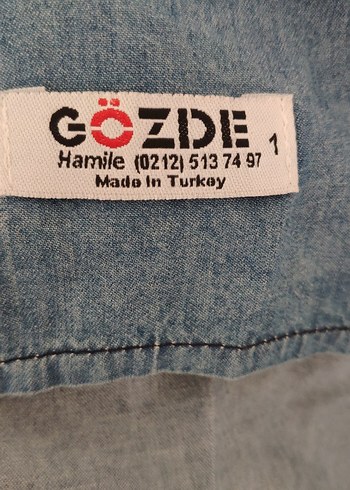 GÖZDE
Hamile (0212) 513 74 97 1
Made In Turkey